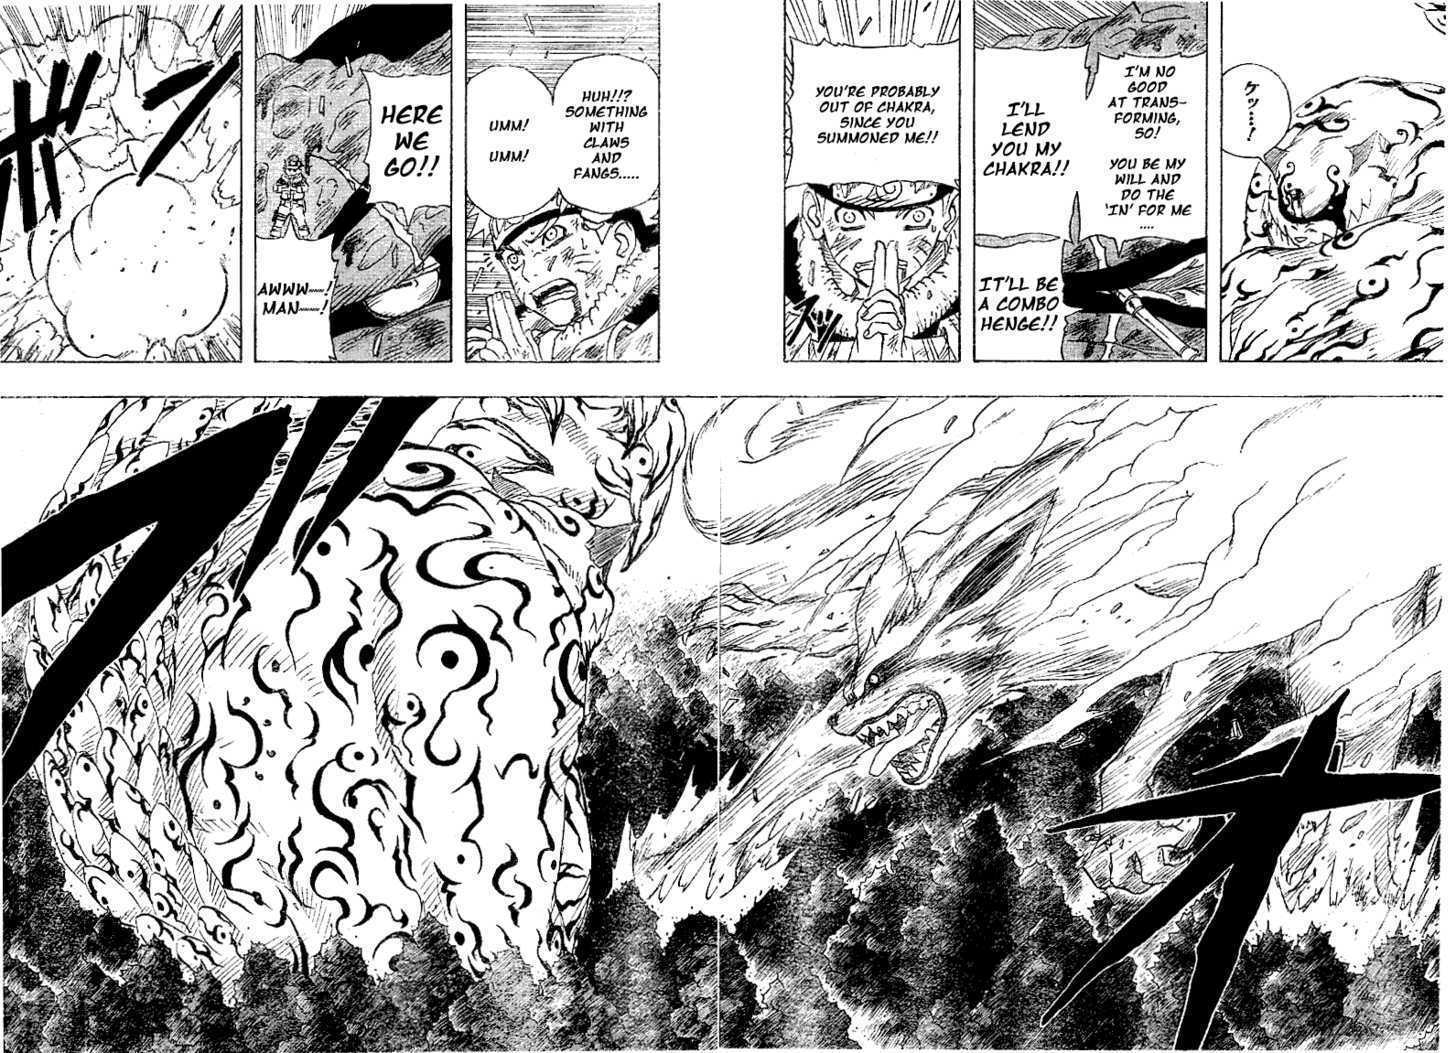 ケッ…!
I'M NO
GOOD
AT TRANS-
FORMING,
SO!
YOU BE MY
WILL AND
DO THE
'IN' FOR ME
....
I'LL
LEND
YOU MY
CHAKRA!!
IT'LL BE
A COMBO
HENGE!!
YOU'RE PROBABLY
OUT OF CHAKRA,
SINCE YOU
SUMMONED ME!!
HUH!!?
SOMETHING
WITH
CLAWS
AND
FANGS.....
UMM!
UMM!
HERE
WE
GO!!
AWWW~~~!
MAN~~~!